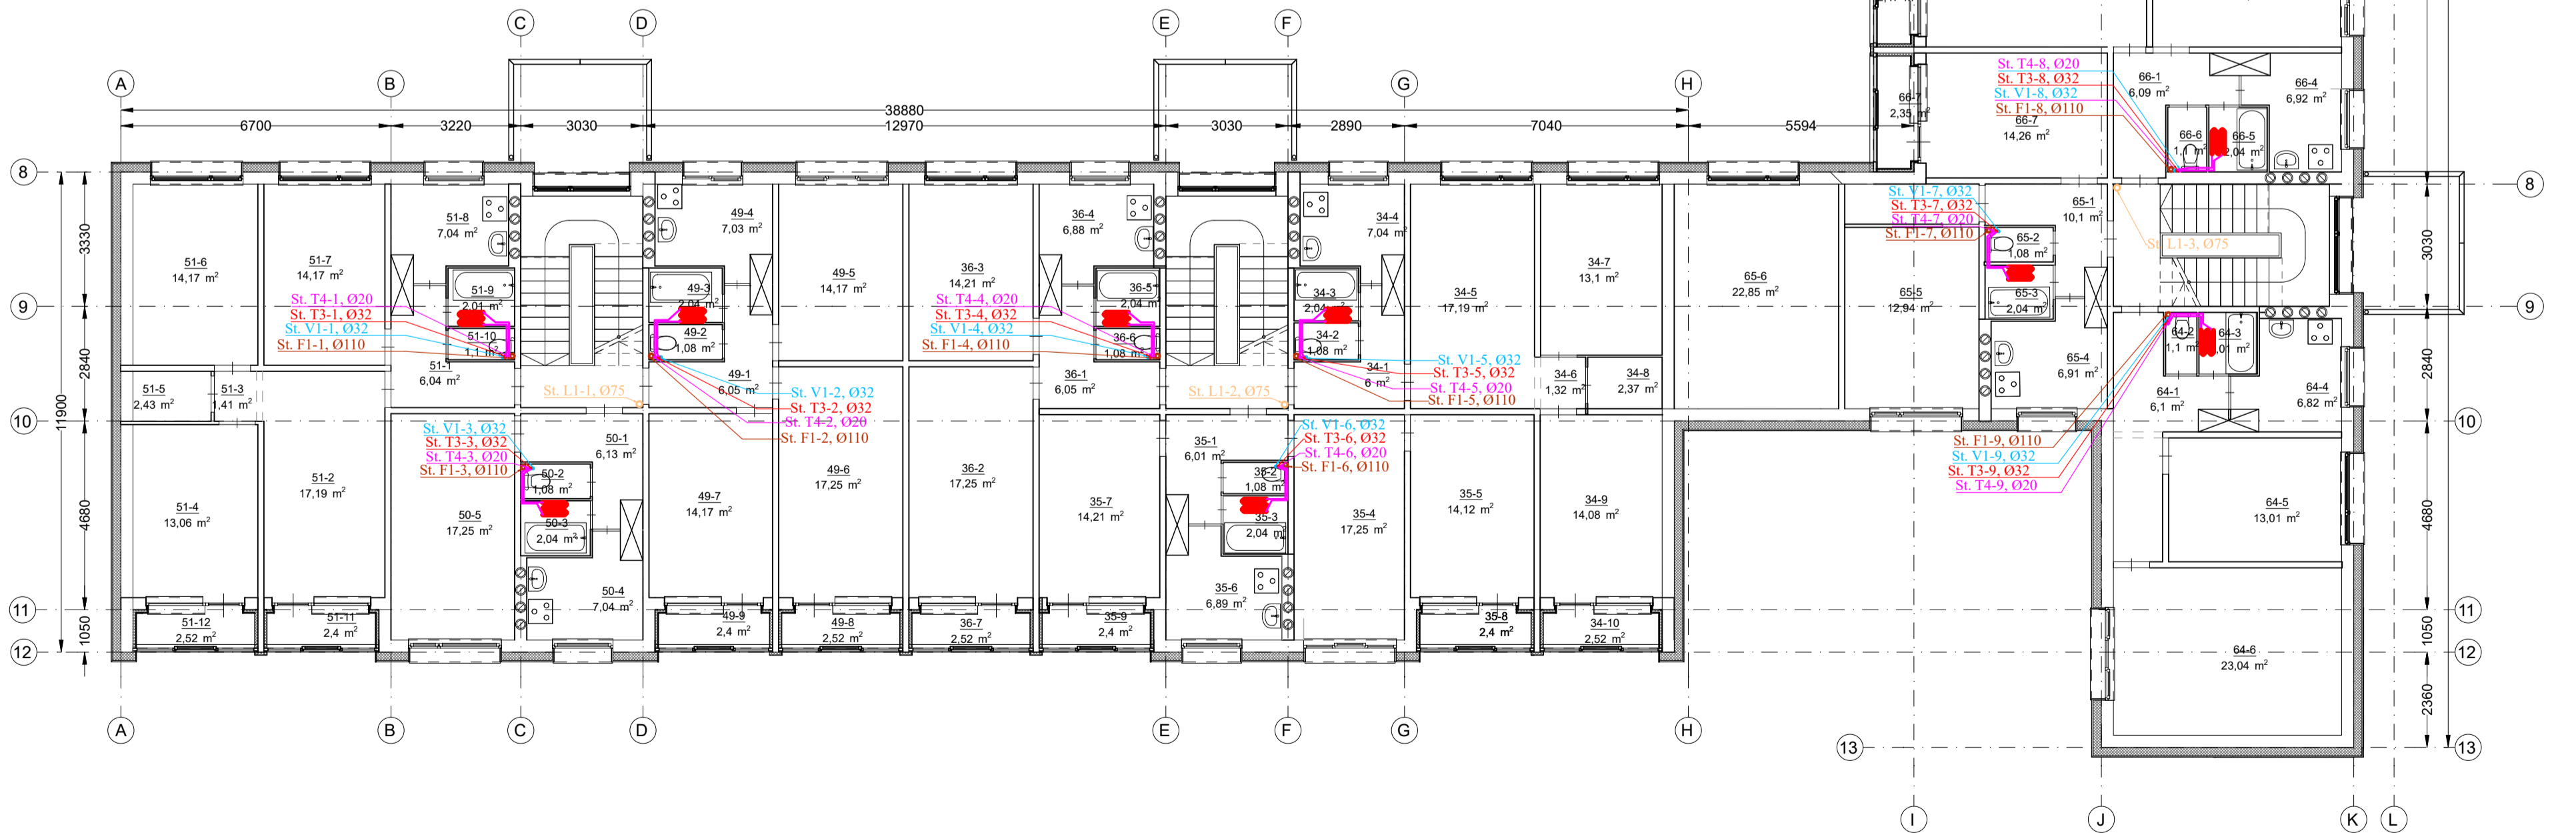 C
D
E
F
A
B
G
H
38880
6700
3220
3030
12970
3030
2890
7040
5594
St. T4-8, Ø20
St. T3-8, Ø32
St. V1-8, Ø32
St. F1-8, Ø110
66-1
6,09 m²
66-4
6,92 m²
66-7
2,35 m²
66-7
14,26 m²
66-6
1,1 m²
66-5
2,04 m²
8
8
11900
3330
2840
4680
1050
3030
2840
4680
1050
2360
51-6
14,17 m²
51-7
14,17 m²
51-8
7,04 m²
49-4
7,03 m²
49-5
14,17 m²
36-3
14,21 m²
36-4
6,88 m²
34-4
7,04 m²
34-5
17,19 m²
34-7
13,1 m²
65-6
22,85 m²
65-5
12,94 m²
St. V1-7, Ø32
St. T3-7, Ø32
St. T4-7, Ø20
St. F1-7, Ø110
65-1
10,1 m²
65-2
1,08 m²
65-3
2,04 m²
St. L1-3, Ø75
9
9
51-9
2,01 m²
51-10
1,1 m²
St. T4-1, Ø20
St. T3-1, Ø32
St. V1-1, Ø32
St. F1-1, Ø110
49-3
2,04 m²
49-2
1,08 m²
St. T4-4, Ø20
St. T3-4, Ø32
St. V1-4, Ø32
St. F1-4, Ø110
36-5
2,04 m²
36-6
1,08 m²
34-3
2,04 m²
34-2
1,08 m²
St. V1-5, Ø32
St. T3-5, Ø32
St. T4-5, Ø20
St. F1-5, Ø110
51-5
2,43 m²
51-3
1,41 m²
51-1
6,04 m²
St. L1-1, Ø75
49-1
6,05 m²
St. V1-2, Ø32
St. T3-2, Ø32
St. T4-2, Ø20
St. F1-2, Ø110
36-1
6,05 m²
St. L1-2, Ø75
34-1
6 m²
34-6
1,32 m²
34-8
2,37 m²
65-4
6,91 m²
64-2
1,1 m²
64-3
64-1
6,1 m²
64-4
6,82 m²
10
10
St. V1-3, Ø32
St. T3-3, Ø32
St. T4-3, Ø20
St. F1-3, Ø110
50-1
6,13 m²
50-2
1,08 m²
50-3
2,04 m²
35-1
6,01 m²
St. V1-6, Ø32
St. T3-6, Ø32
St. T4-6, Ø20
St. F1-6, Ø110
35-2
1,08 m²
35-3
2,04 m²
St. F1-9, Ø110
St. V1-9, Ø32
St. T3-9, Ø32
St. T4-9, Ø20
51-4
13,06 m²
51-2
17,19 m²
50-5
17,25 m²
49-7
14,17 m²
49-6
17,25 m²
36-2
17,25 m²
35-7
14,21 m²
35-4
17,25 m²
35-5
14,12 m²
34-9
14,08 m²
64-5
13,01 m²
50-4
7,04 m²
35-6
6,89 m²
11
11
51-12
2,52 m²
51-11
2,4 m²
49-9
2,4 m²
49-8
2,52 m²
36-7
2,52 m²
35-9
2,4 m²
35-8
2,4 m²
34-10
2,52 m²
12
12
64-6
23,04 m²
A
B
C
D
E
F
G
H
13
13
I
J
K
L